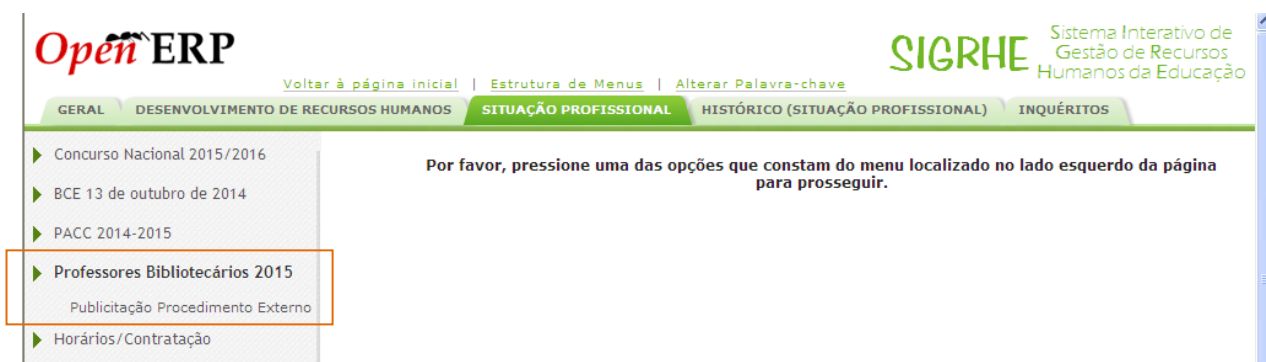 Open ERP
SIGRHE
Sistema Interativo de
Gestão de Recursos
Humanos da Educação
Voltar à página inicial | Estrutura de Menus | Alterar Palavra-chave
GERAL DESENVOLVIMENTO DE RECURSOS HUMANOS SITUAÇÃO PROFISSIONAL HISTÓRICO (SITUAÇÃO PROFISSIONAL) INQUÉRITOS
Concurso Nacional 2015/2016
BCE 13 de outubro de 2014
PACC 2014-2015
Professores Bibliotecários 2015
Publicitação Procedimento Externo
Horários/Contratação
Por favor, pressione uma das opções que constam do menu localizado no lado esquerdo da página
para prosseguir.